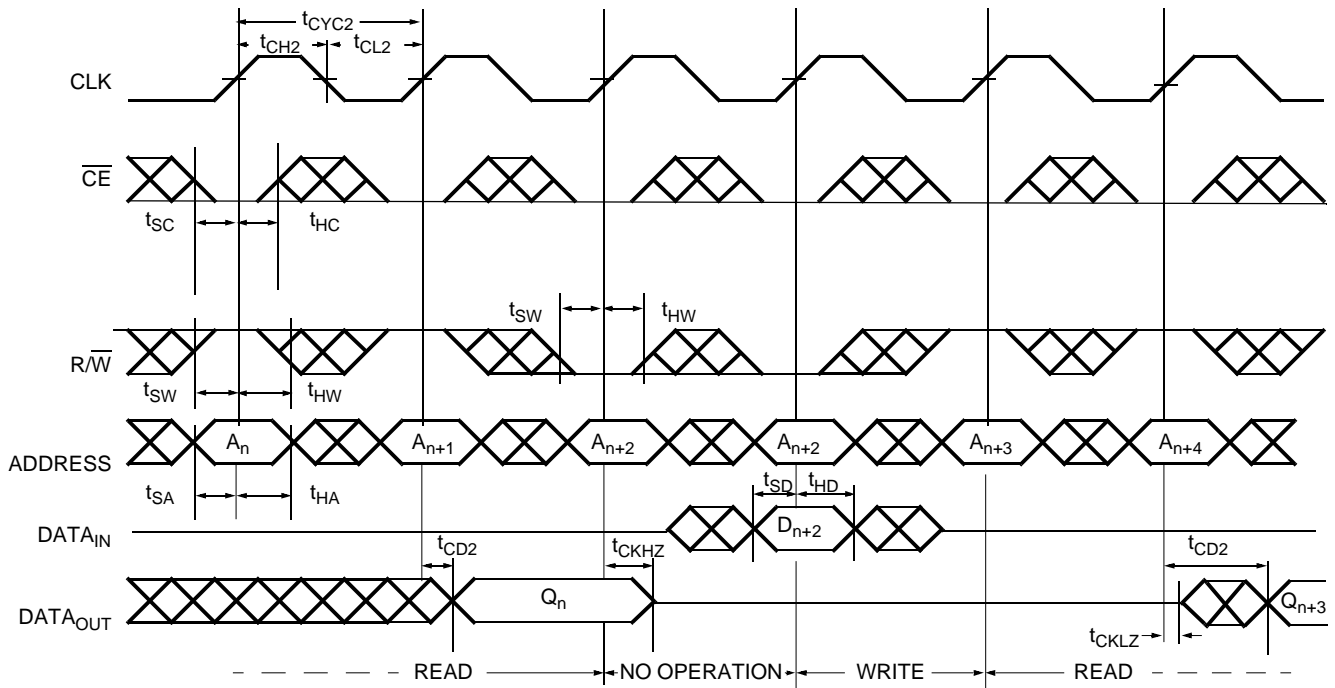 tCYC2
tCH2 tCL2
CLK
CE
tSC tHC
tSW tHW
R/W
tSW tHW
An An+1 An+2 An+2 An+3 An+4
ADDRESS
tSA tHA tSD tHD
DATAIN Dn+2
tCD2 tCKHZ tCD2
DATAOUT Qn Qn+3
tCKLZ
READ NO OPERATION WRITE READ